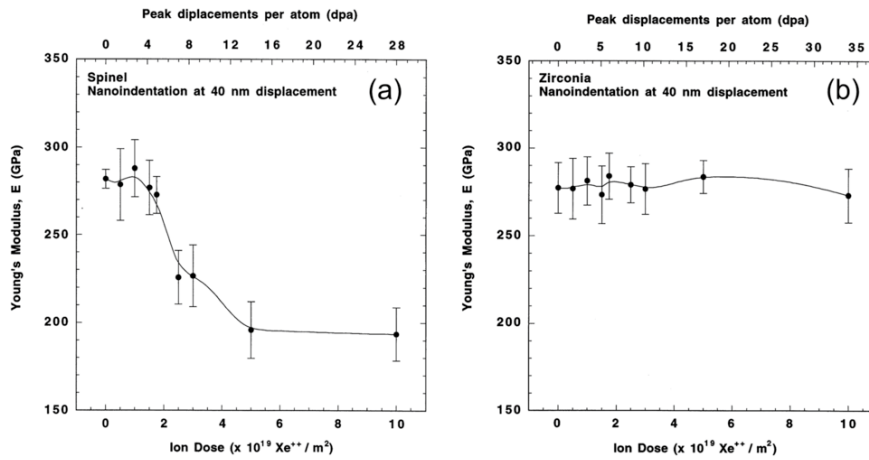 Peak diplacements per atom (dpa)
0 4 8 12 16 20 24 28
350
300
250
200
150
Young's Modulus, E (GPa)
Spinel
Nanoindentation at 40 nm displacement
(a)
0 2 4 6 8 10
Ion Dose (x 10¹⁹ Xe⁺⁺ / m²)
Peak displacements per atom (dpa)
0 5 10 15 20 25 30 35
350
300
250
200
150
Young's Modulus, E (GPa)
Zirconia
Nanoindentation at 40 nm displacement
(b)
0 2 4 6 8 10
Ion Dose (x 10¹⁹ Xe⁺⁺ / m²)